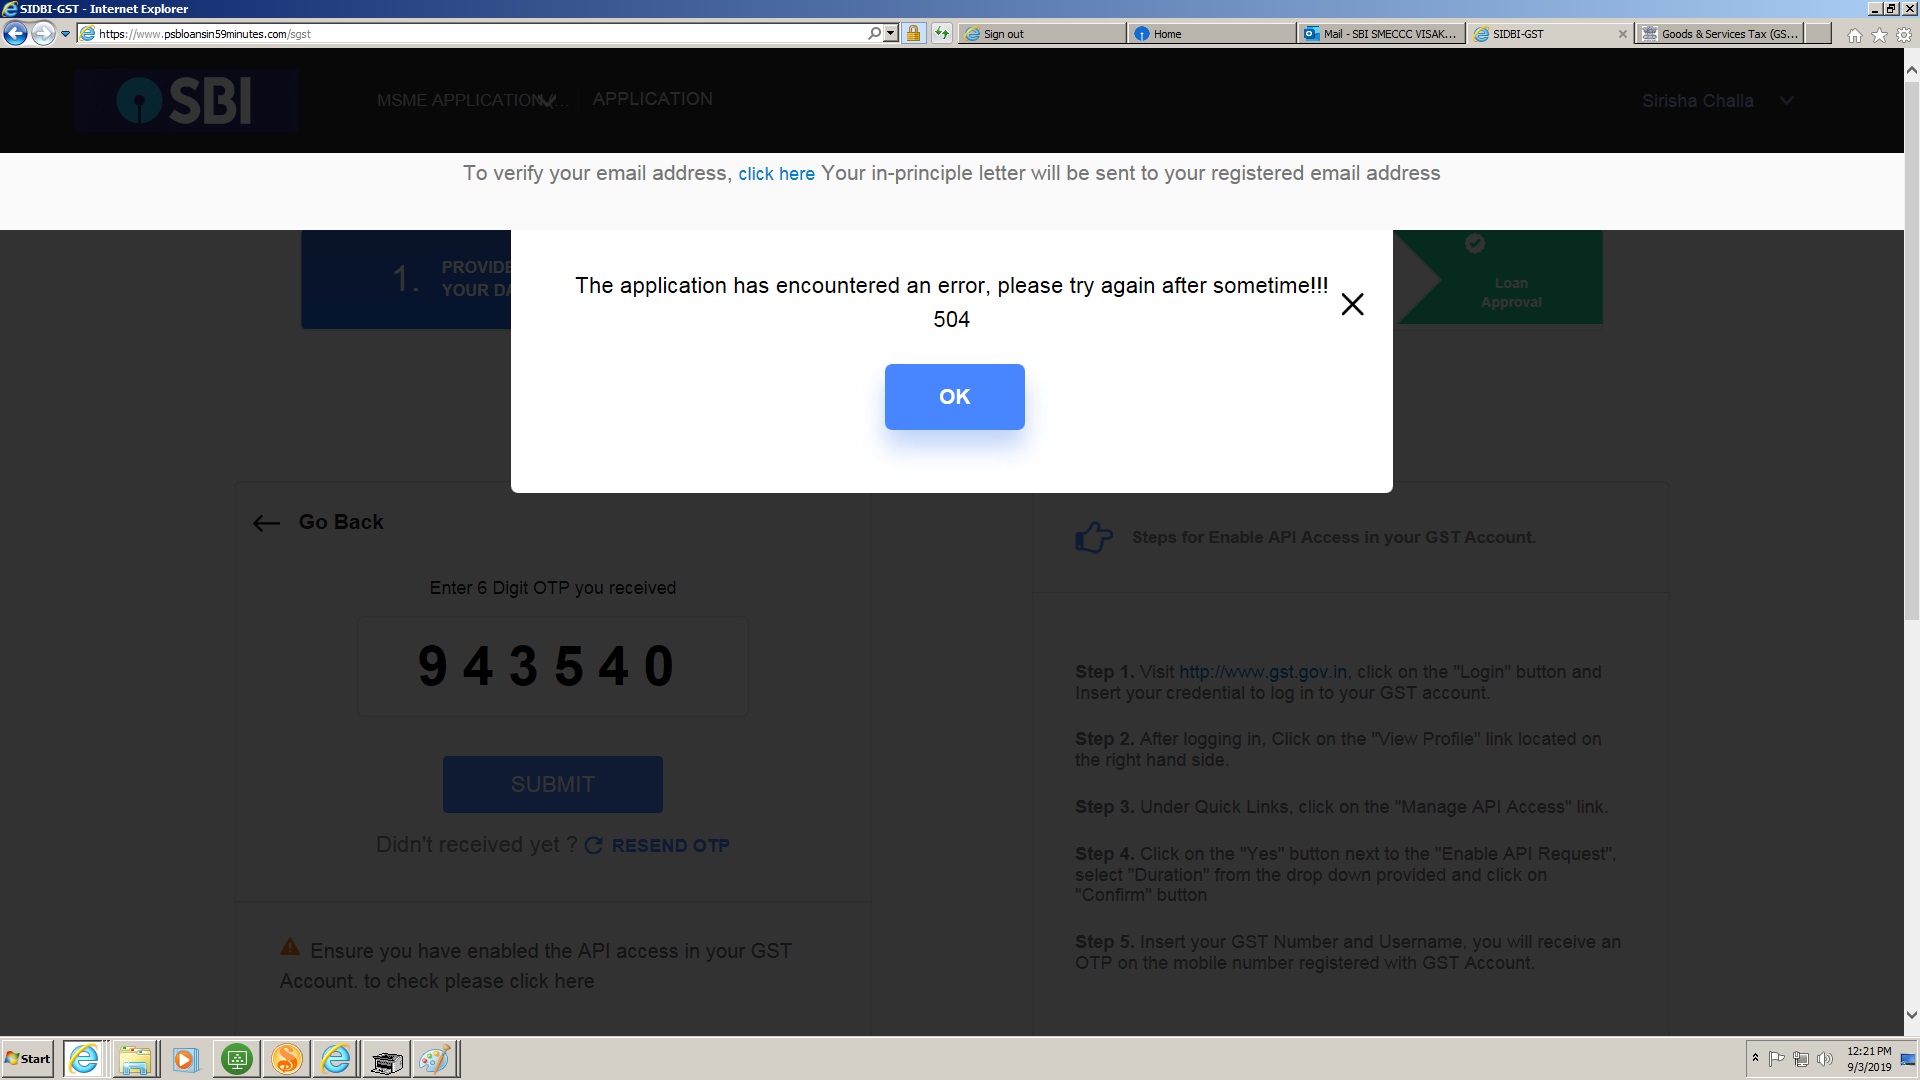 SIDBI-GST - Internet Explorer
https://www.psbloansin59minutes.com/sgst
Sign out
Home
Mail - SBI SMECCC VISAK...
SIDBI-GST
Goods & Services Tax (GS...
SBI
MSME APPLICATION
APPLICATION
Sirisha Challa
To verify your email address, click here Your in-principle letter will be sent to your registered email address
1.
PROVIDE
YOUR DA
The application has encountered an error, please try again after sometime!!!
504
OK
Loan
Approval
Go Back
Enter 6 Digit OTP you received
943540
SUBMIT
Didn't received yet ? RESEND OTP
Ensure you have enabled the API access in your GST
Account. to check please click here
Steps for Enable API Access in your GST Account.
Step 1. Visit http://www.gst.gov.in, click on the "Login" button and
Insert your credential to log in to your GST account.
Step 2. After logging in, Click on the "View Profile" link located on
the right hand side.
Step 3. Under Quick Links, click on the "Manage API Access" link.
Step 4. Click on the "Yes" button next to the "Enable API Request",
select "Duration" from the drop down provided and click on
"Confirm" button
Step 5. Insert your GST Number and Username, you will receive an
OTP on the mobile number registered with GST Account.
Start
12:21 PM
9/3/2019